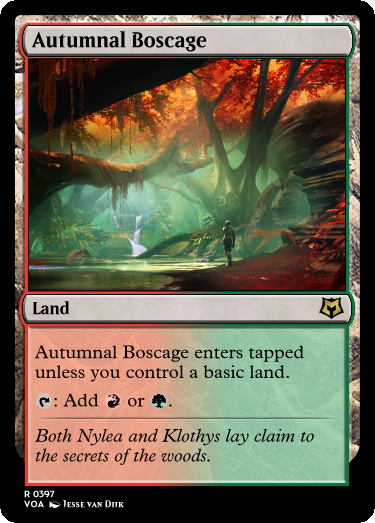 Autumnal Boscage
Land
Autumnal Boscage enters tapped
unless you control a basic land.
: Add or .
Both Nylea and Klothys lay claim to
the secrets of the woods.
R 0397
VOA Jesse van Dijk